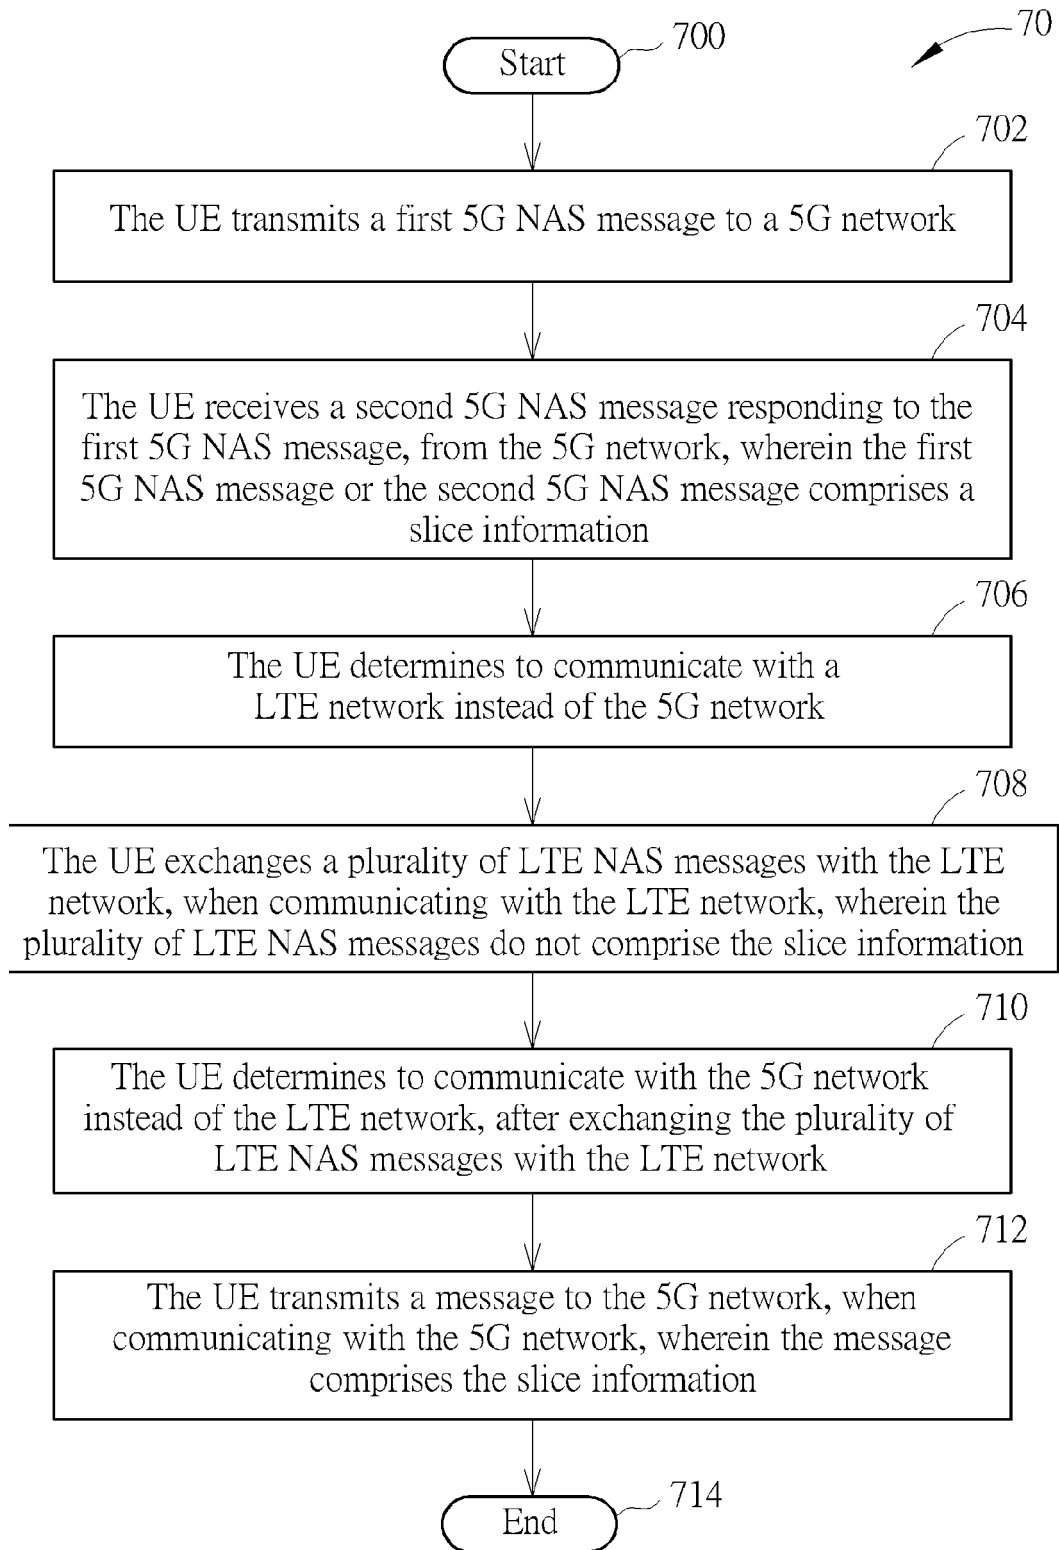 70
700
Start
702
The UE transmits a first 5G NAS message to a 5G network
704
The UE receives a second 5G NAS message responding to the
first 5G NAS message, from the 5G network, wherein the first
5G NAS message or the second 5G NAS message comprises a
slice information
706
The UE determines to communicate with a
LTE network instead of the 5G network
708
The UE exchanges a plurality of LTE NAS messages with the LTE
network, when communicating with the LTE network, wherein the
plurality of LTE NAS messages do not comprise the slice information
710
The UE determines to communicate with the 5G network
instead of the LTE network, after exchanging the plurality of
LTE NAS messages with the LTE network
712
The UE transmits a message to the 5G network, when
communicating with the 5G network, wherein the message
comprises the slice information
714
End